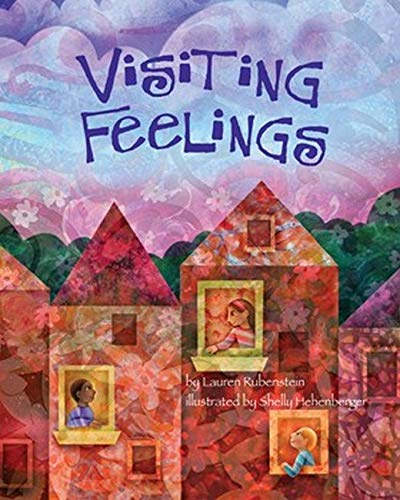 Visiting
Feelings
by Lauren Rubenstein
illustrated by Shelly Hehenberger